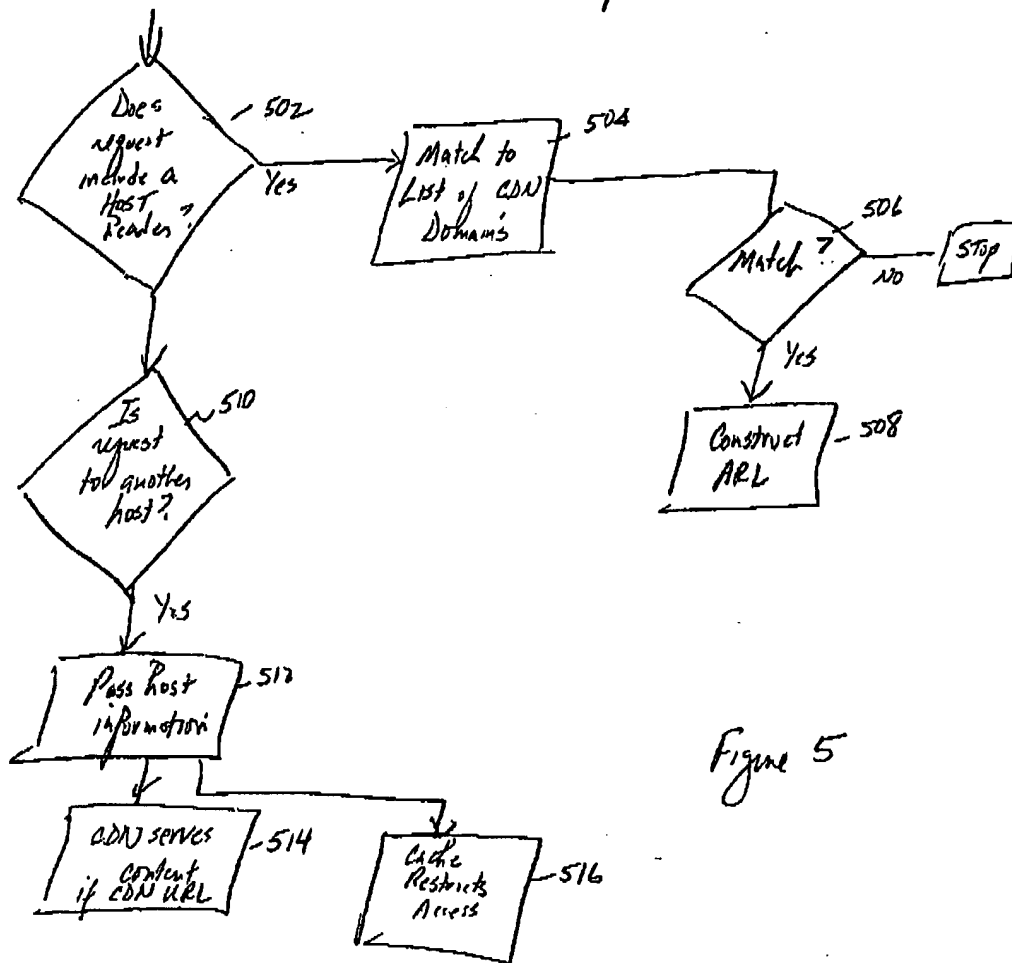 Does
request
include a
HOST
header?
502
Yes
Match to
List of CDN
Domains
504
Match?
506
NO
STOP
Yes
Construct
ARL
508
Is
request
to another
host?
510
Yes
Pass host
information
512
CDN serves
content
if CDN URL
514
Cache
Restricts
Access
516
Figure 5